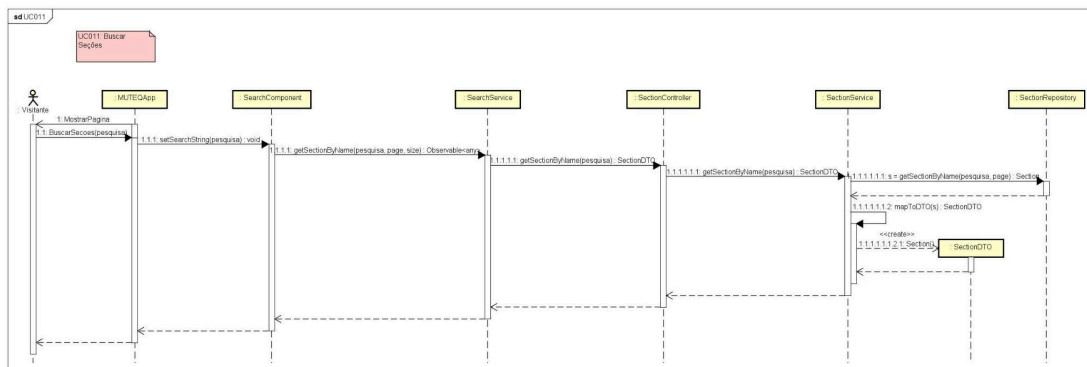 sd UC011
UC011: Buscar
Seções
: Visitante
: MUTEQApp
: SearchComponent
: SearchService
: SectionController
: SectionService
: SectionRepository
1: MostrarPagina
1.1: BuscarSecoes(pesquisa)
1.1.1: setSearchString(pesquisa) : void
1.1.1.1: getSectionByName(pesquisa, page, size) : Observable<any>
1.1.1.1.1: getSectionByName(pesquisa) : SectionDTO
1.1.1.1.1.1: getSectionByName(pesquisa) : SectionDTO
1.1.1.1.1.1.1: s = getSectionByName(pesquisa, page) : Section
1.1.1.1.1.1.2: mapToDTO(s) : SectionDTO
<<create>>
1.1.1.1.1.1.2.1: Section()
: SectionDTO